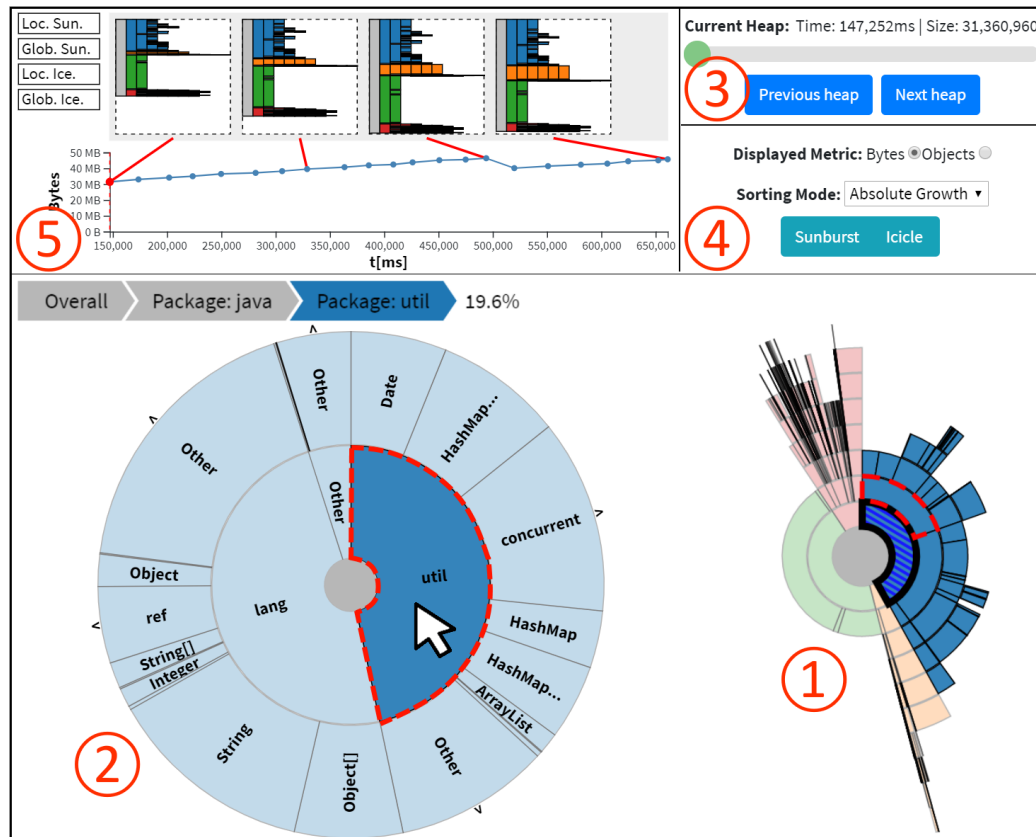 Loc. Sun.
Glob. Sun.
Loc. Ice.
Glob. Ice.
50 MB
40 MB
30 MB
20 MB
10 MB
0 B
Bytes
150,000 200,000 250,000 300,000 350,000 400,000 450,000 500,000 550,000 600,000 650,000
t[ms]
5
Current Heap: Time: 147,252ms | Size: 31,360,960
3
Previous heap Next heap
Displayed Metric: Bytes Objects
Sorting Mode: Absolute Growth
4
Sunburst Icicle
Overall Package: java Package: util 19.6%
Other
Date
HashMap...
concurrent
HashMap
HashMap...
ArrayList
Other
Object[]
String
Integer
String[]
ref
Object
Other
Other
util
lang
2
1